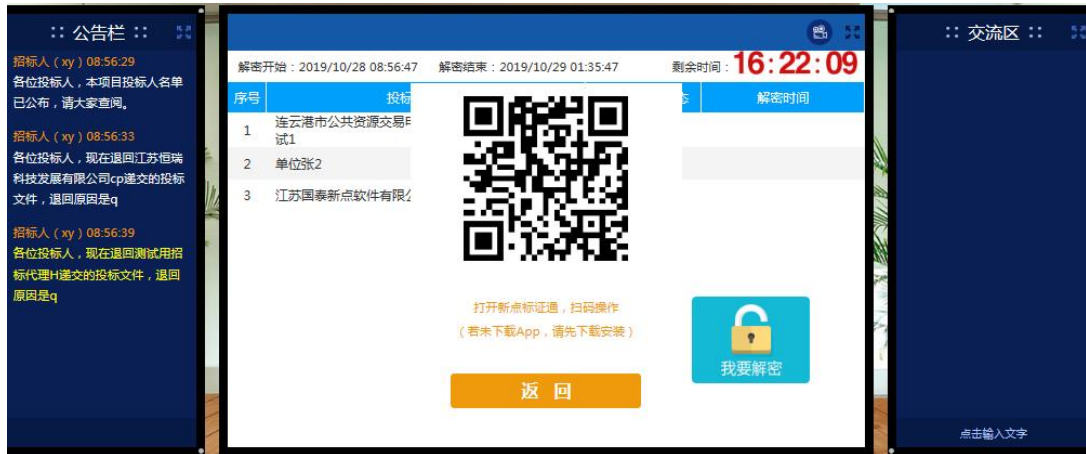 :: 公告栏 ::
招标人（xy）08:56:29
各位投标人，本项目投标人名单
已公布，请大家查阅。
招标人（xy）08:56:33
各位投标人，现在退回江苏恒瑞
科技发展有限公司cp递交的投标
文件，退回原因是q
招标人（xy）08:56:39
各位投标人，现在退回测试用招
标代理H递交的投标文件，退回
原因是q
解密开始：2019/10/28 08:56:47 解密结束：2019/10/29 01:35:47 剩余时间：16:22:09
序号 投标 态 解密时间
1 连云港市公共资源交易
试1
2 单位张2
3 江苏国泰新点软件有限
打开新点标证通，扫码操作
（若未下载App，请先下载安装）
返 回
我要解密
:: 交流区 ::
点击输入文字